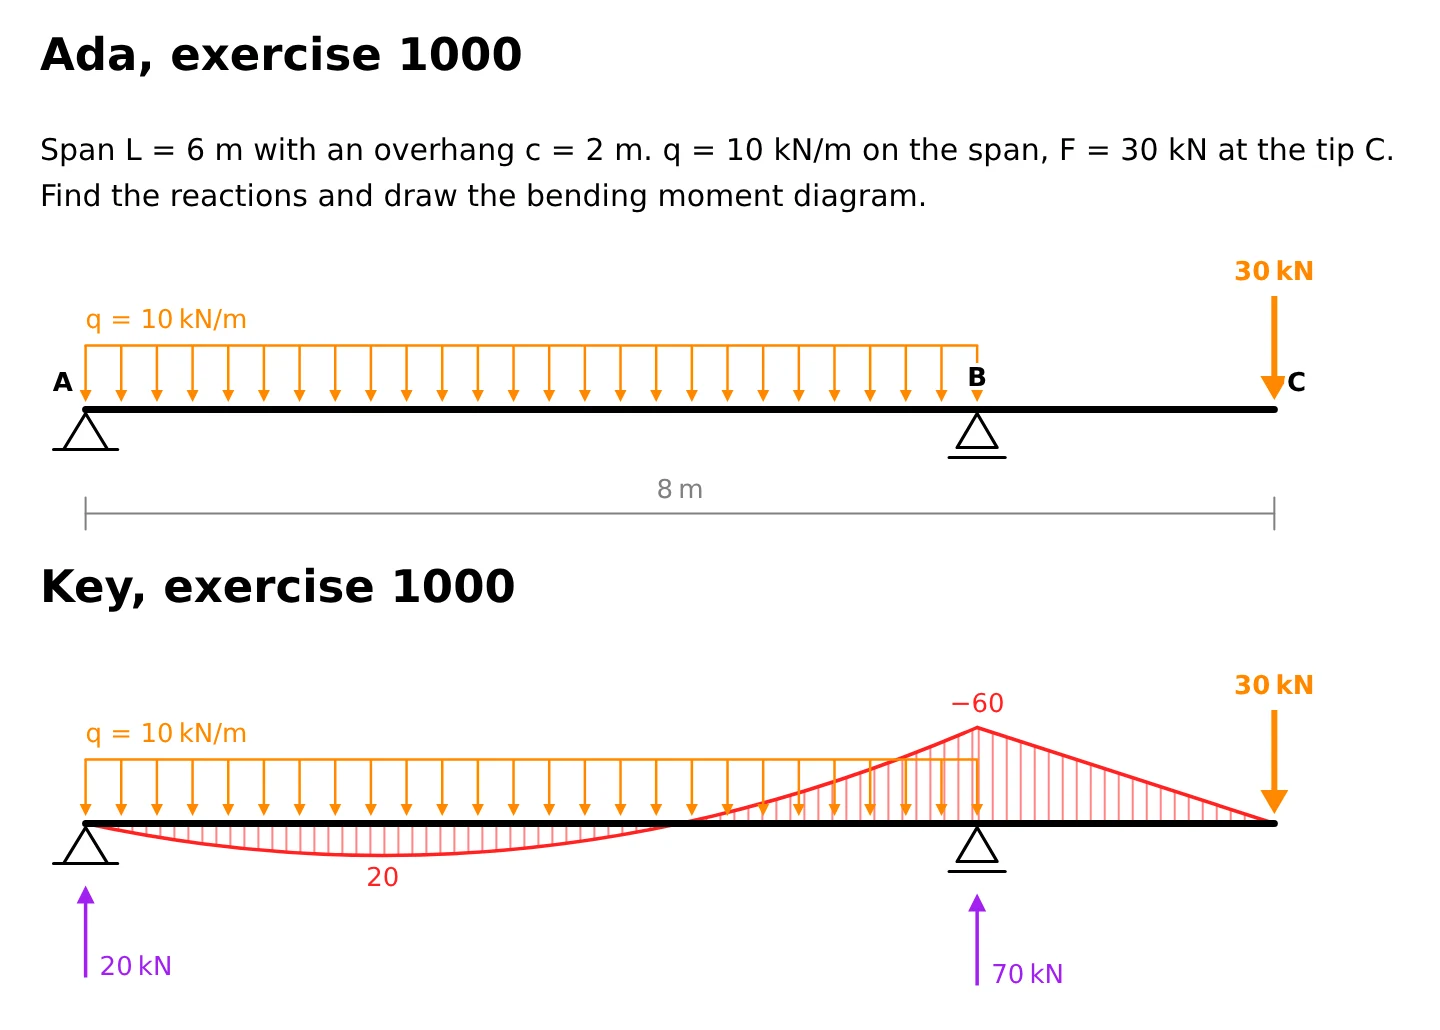 Ada, exercise 1000
Span L = 6 m with an overhang c = 2 m. q = 10 kN/m on the span, F = 30 kN at the tip C.
Find the reactions and draw the bending moment diagram.
30 kN
q = 10 kN/m
A
B
C
8 m
Key, exercise 1000
30 kN
−60
q = 10 kN/m
20
20 kN
70 kN